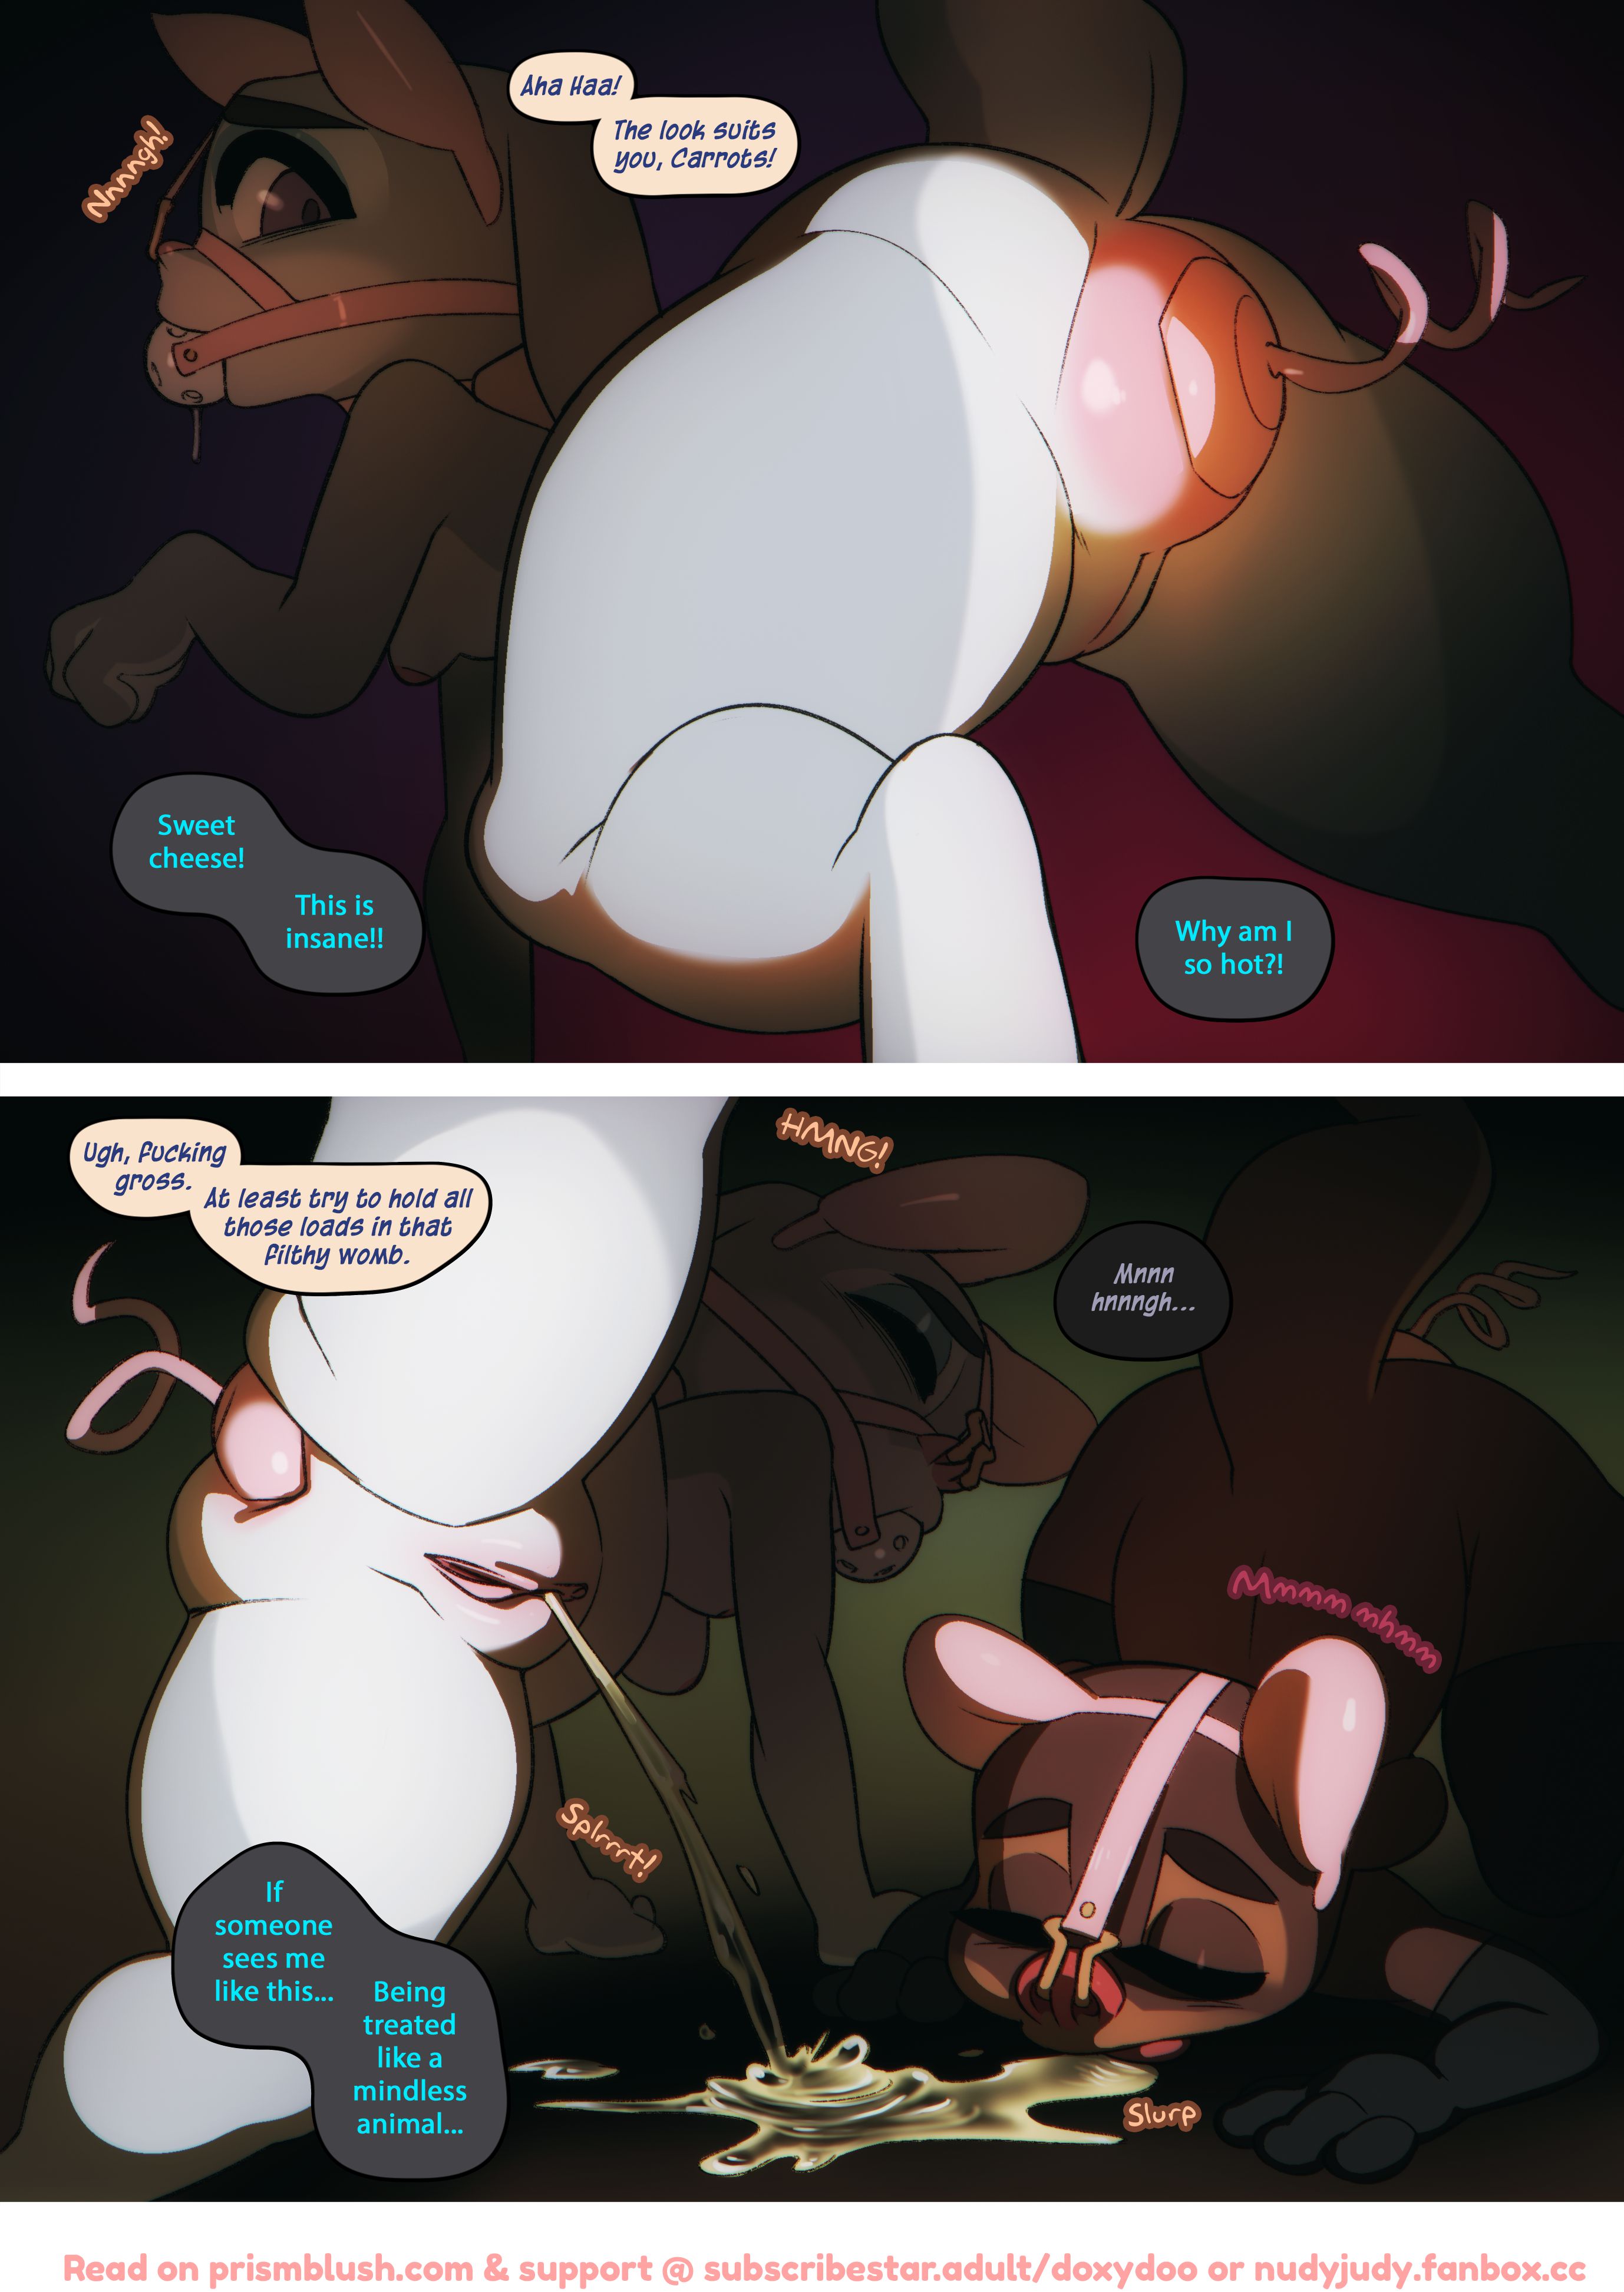 Nnnngh!
Aha Haa!
The look suits
you, Carrots!
Sweet
cheese!
This is
insane!!
Why am I
so hot?!
Ugh, fucking
gross.
At least try to hold all
those loads in that
filthy womb.
HMNG!
Mnnn
hnnngh...
Mmmm mhmm
Splrrrt!
If
someone
sees me
like this...
Being
treated
like a
mindless
animal...
Slurp
Read on prismblush.com & support @ subscribestar.adult/doxydoo or nudyjudy.fanbox.cc